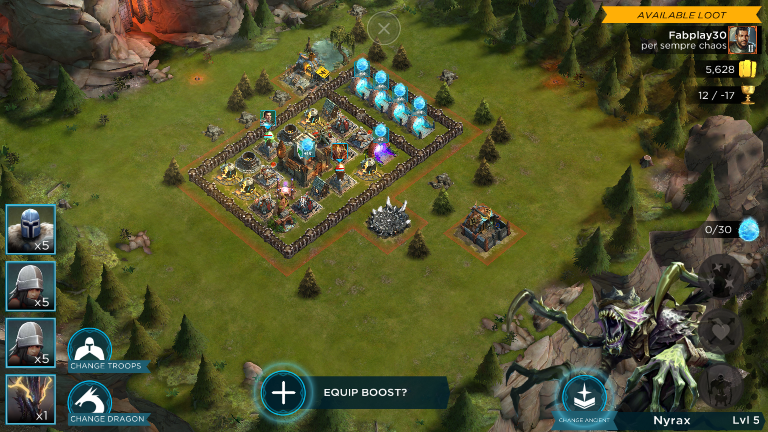 AVAILABLE LOOT
Fabplay30
per sempre chaos
5,628
12 / -17
0/30
x5
x5
x5
CHANGE TROOPS
x1
CHANGE DRAGON
EQUIP BOOST?
CHANGE ANCIENT
Nyrax Lvl 5